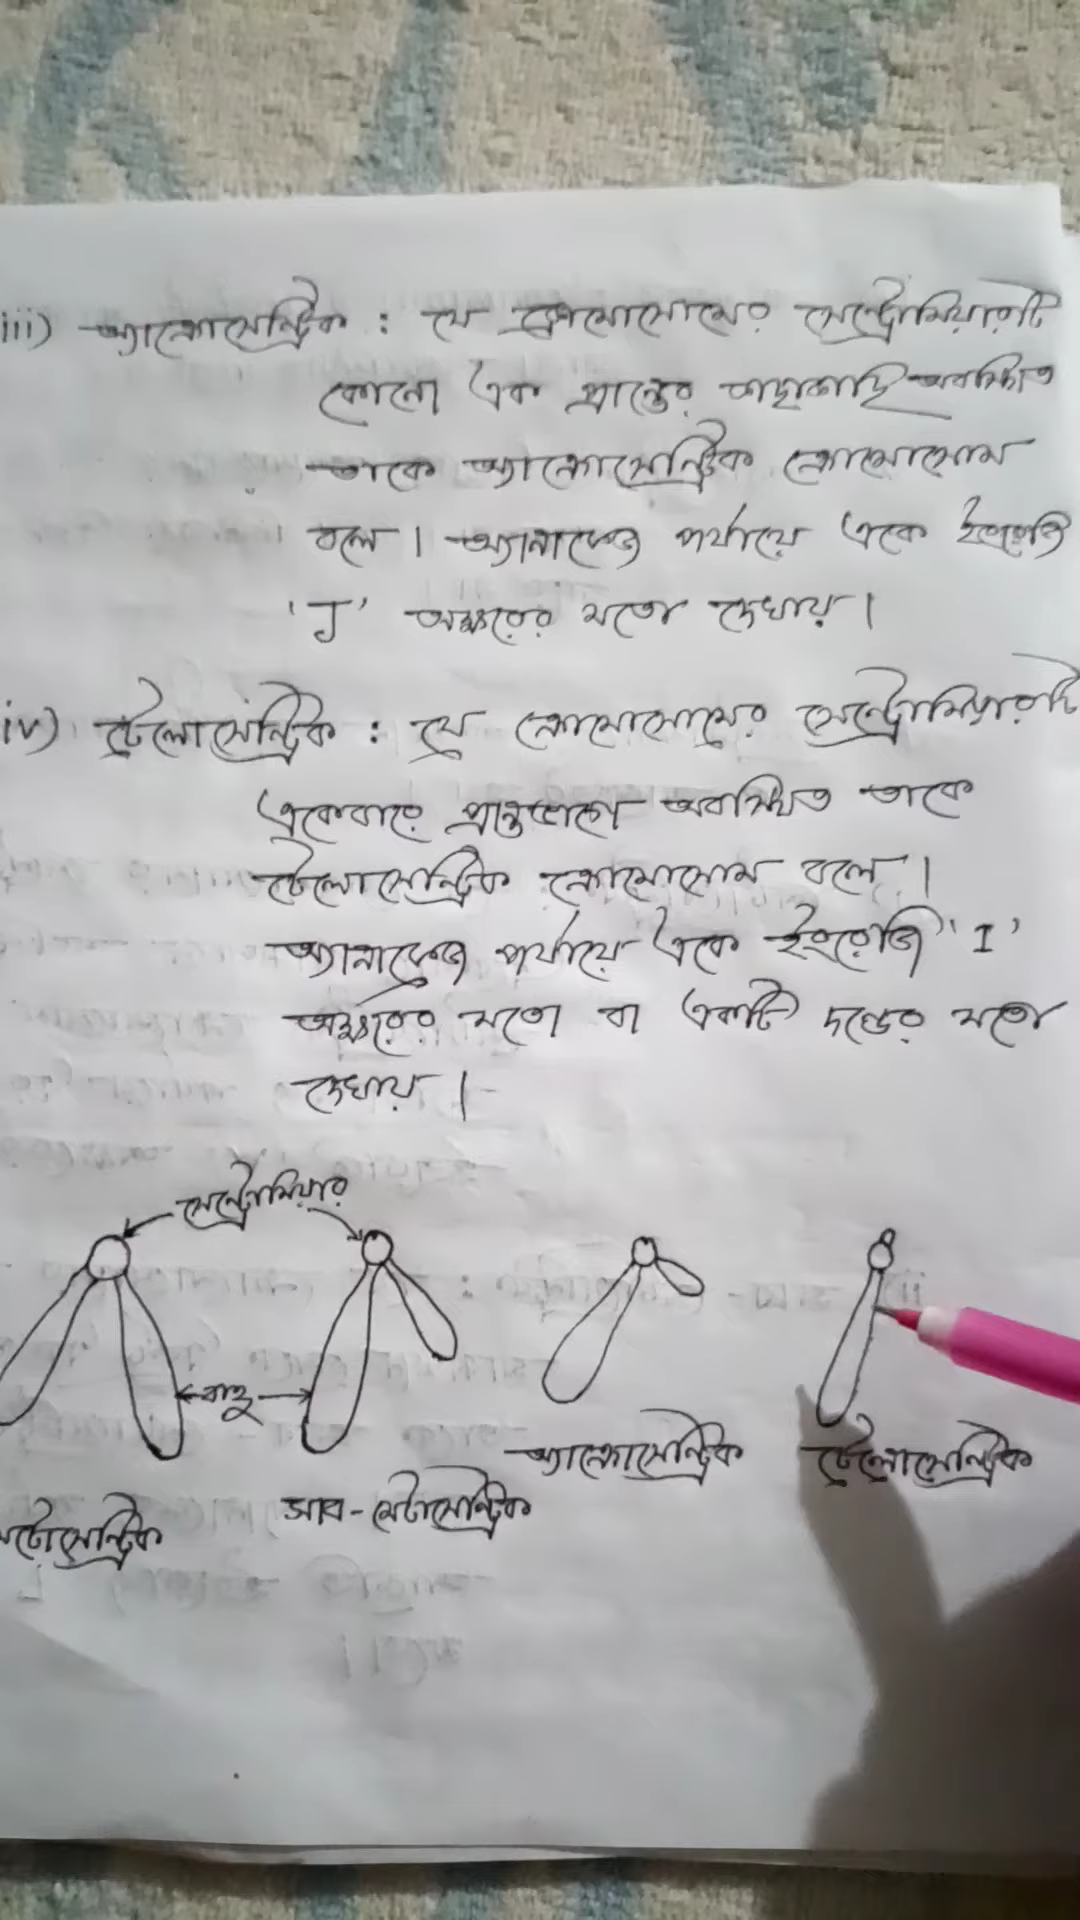 iii) অ্যাক্রোসেন্ট্রিক : যে ক্রোমোসোমের সেন্ট্রোমিয়ারটি
কোনো এক প্রান্তের কাছাকাছি অবস্থিত
তাকে অ্যাক্রোসেন্ট্রিক ক্রোমোসোম
বলে । অ্যানাফেজ পর্যায়ে একে ইংরেজি
'J' অক্ষরের মতো দেখায় ।
iv) টেলোসেন্ট্রিক : যে ক্রোমোসোমের সেন্ট্রোমিয়ারটি
একেবারে প্রান্তভাগে অবস্থিত তাকে
টেলোসেন্ট্রিক ক্রোমোসোম বলে ।
অ্যানাফেজ পর্যায়ে একে ইংরেজি 'I'
অক্ষরের মতো বা একটি দণ্ডের মতো
দেখায় ।
সেন্ট্রোমিয়ার
বাহু
অ্যাক্রোসেন্ট্রিক
টেলোসেন্ট্রিক
সাব-মেটাসেন্ট্রিক